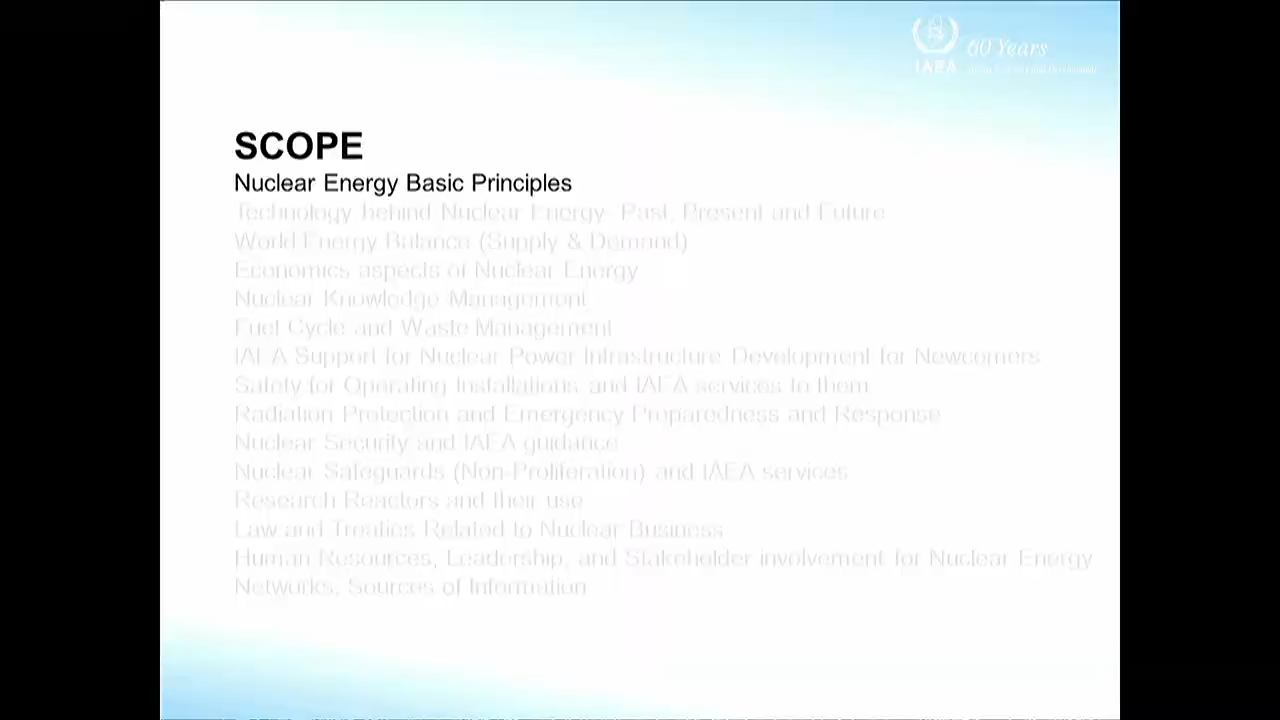 60 Years
IAEA
SCOPE
Nuclear Energy Basic Principles
Technology behind Nuclear Energy- Past, Present and Future
World Energy Balance (Supply & Demand)
Economics aspects of Nuclear Energy
Nuclear Knowledge Management
Fuel Cycle and Waste Management
IAEA Support for Nuclear Power Infrastructure Development for Newcomers
Safety for Operating Installations and IAEA services to them
Radiation Protection and Emergency Preparedness and Response
Nuclear Security and IAEA guidance
Nuclear Safeguards (Non-Proliferation) and IAEA services
Research Reactors and their use
Law and Treaties Related to Nuclear Business
Human Resources, Leadership, and Stakeholder involvement for Nuclear Energy
Networks, Sources of Information